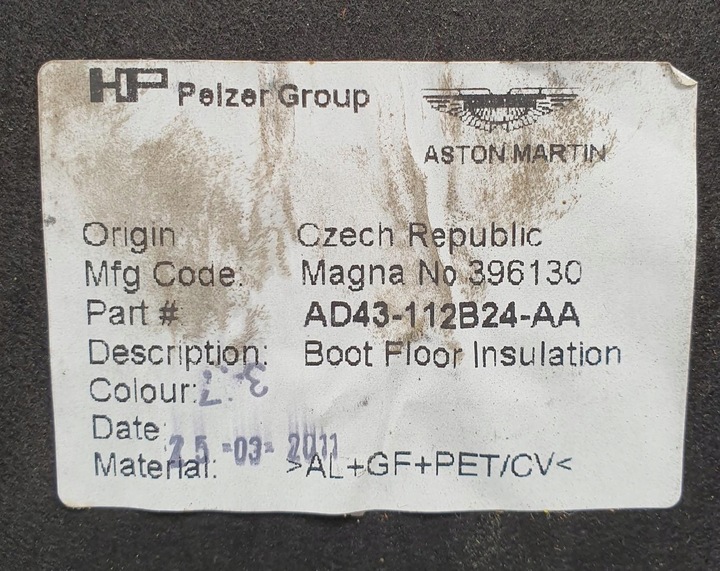 HP Pelzer Group
ASTON MARTIN
Origin Czech Republic
Mfg Code: Magna No 396130
Part # AD43-112B24-AA
Description: Boot Floor Insulation
Colour:
Date 25-03-2011
Material: >AL+GF+PET/CV<